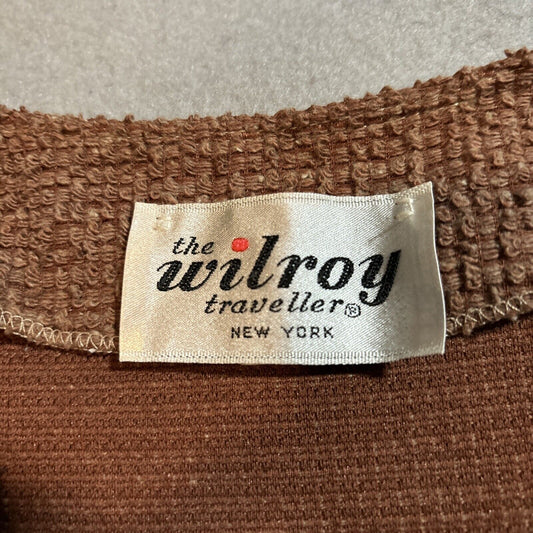 the
wilroy
traveller®
NEW YORK